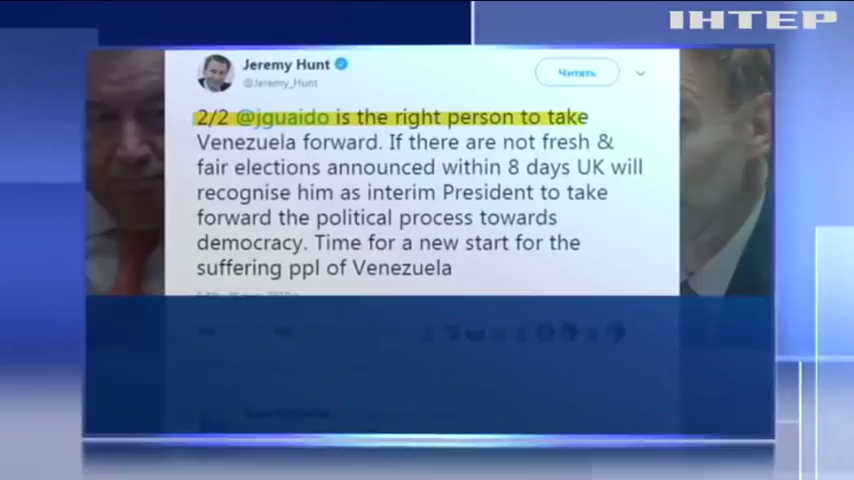 ІНТЕР
Jeremy Hunt
@Jeremy_Hunt
Читать
2/2 @jguaido is the right person to take
Venezuela forward. If there are not fresh &
fair elections announced within 8 days UK will
recognise him as interim President to take
forward the political process towards
democracy. Time for a new start for the
suffering ppl of Venezuela